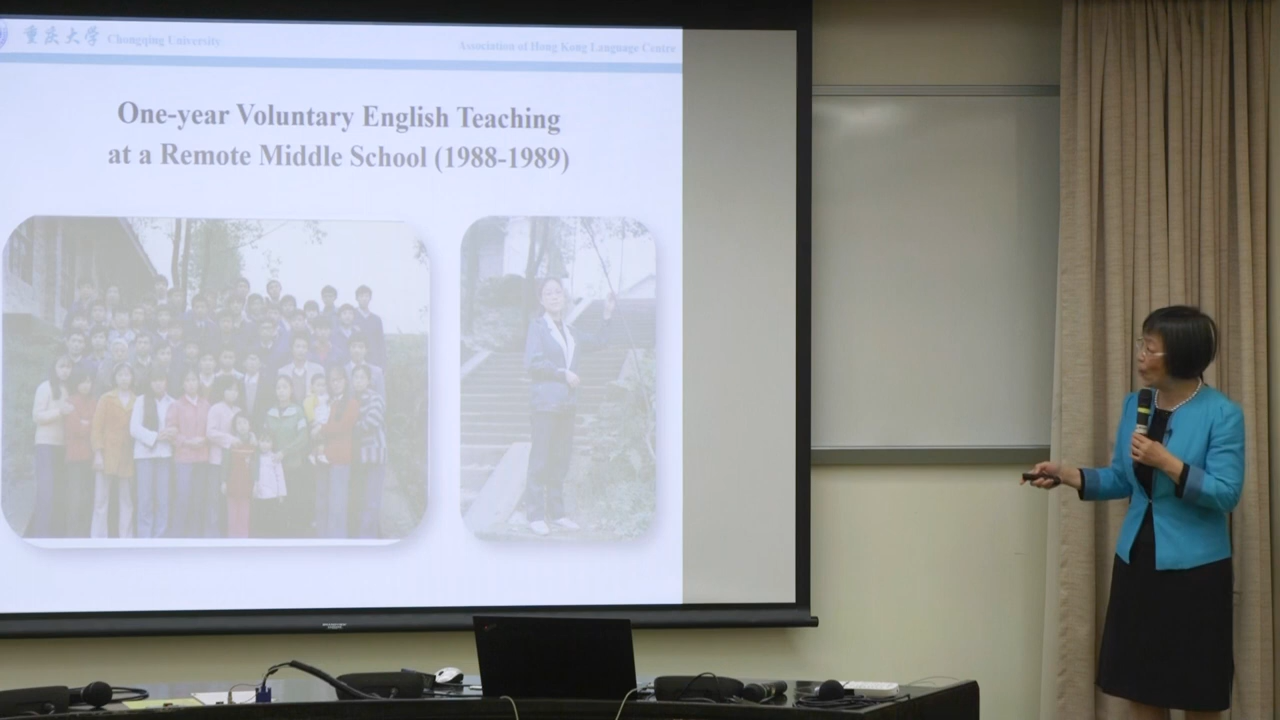 重庆大学 Chongqing University
Association of Hong Kong Language Centre
One-year Voluntary English Teaching
at a Remote Middle School (1988-1989)